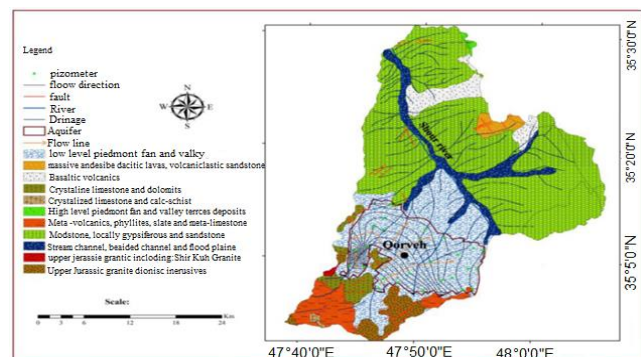 Legend
pizometer
floow direction
fault
River
Drinage
Aquifer
Flow line
low level piedmont fan and valky
massive andesibe dacitic lavas, volcaniclastic sandstone
Basaltic volcanics
Crystaline limestone and dolomits
Crystalized limestone and calc-schist
High level piedmont fan and valley terrces deposits
Meta -volcanics, phyllites, slate and meta-limestone
Modstone, locally gypsiferous and sandstone
Stream channel, beaided channel and flood plaine
upper jerassie grantic including: Shir Kuh Granite
Upper Jurassic granite dionisc inerusives
Scale:
0 3 6 12 18 24
Km
N
W E
S
Shour river
Qorveh
35°30'0"N
35°20'0"N
35°5'0"N
47°40'0"E 47°50'0"E 48°0'0"E